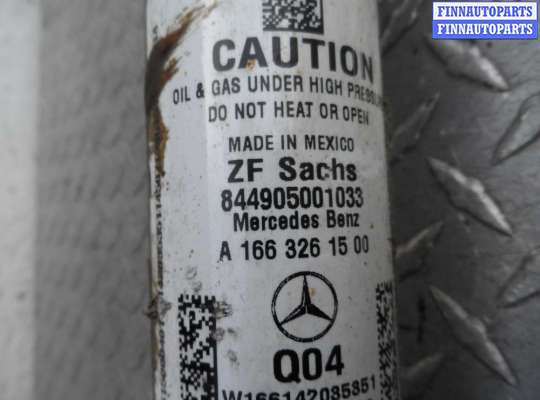 FINNAUTOPARTS
FINNAUTOPARTS
CAUTION
OIL & GAS UNDER HIGH
DO NOT HEAT OR OPEN
MADE IN MEXICO
ZF Sachs
844905001033
Mercedes Benz
A 166 326 15 00
Q04
W166142035351